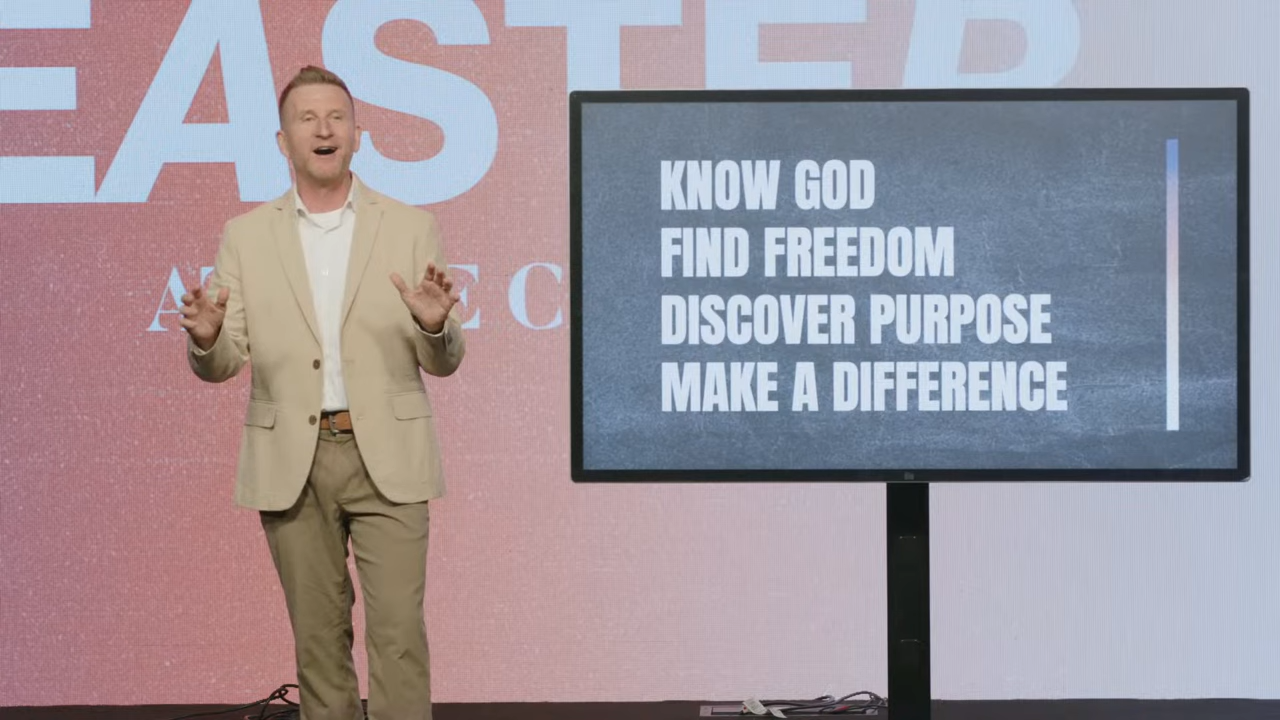 EASTER
KNOW GOD
FIND FREEDOM
DISCOVER PURPOSE
MAKE A DIFFERENCE